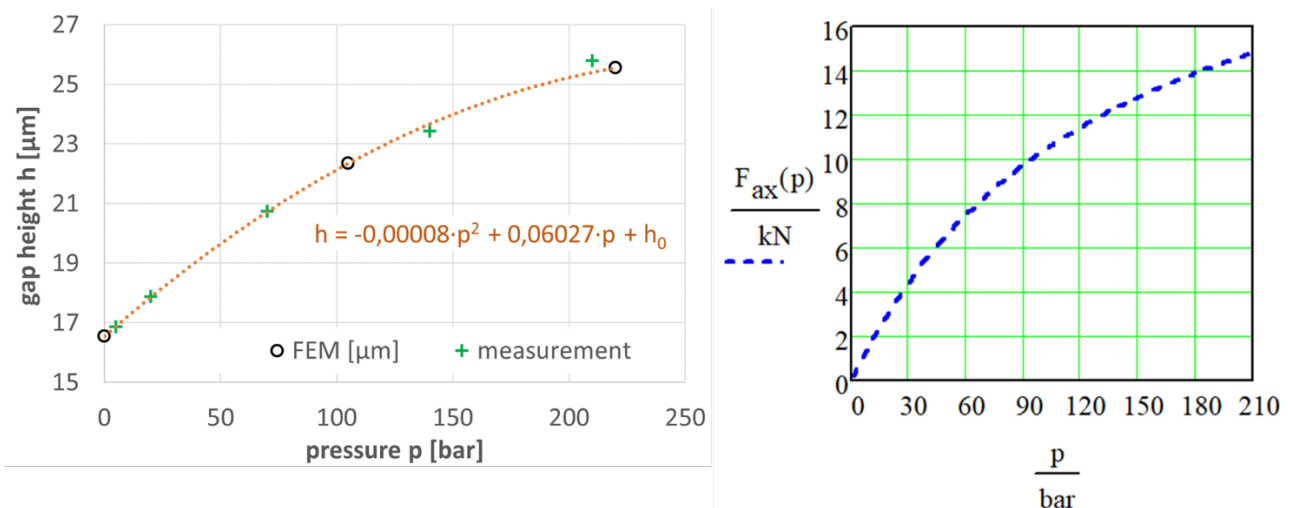 27
25
23
21
19
17
15
gap height h [µm]
h = -0,00008·p² + 0,06027·p + h₀
FEM [µm]
measurement
0 50 100 150 200 250
pressure p [bar]
16
14
12
10
8
6
4
2
0
F_ax(p)
kN
0 30 60 90 120 150 180 210
p
bar